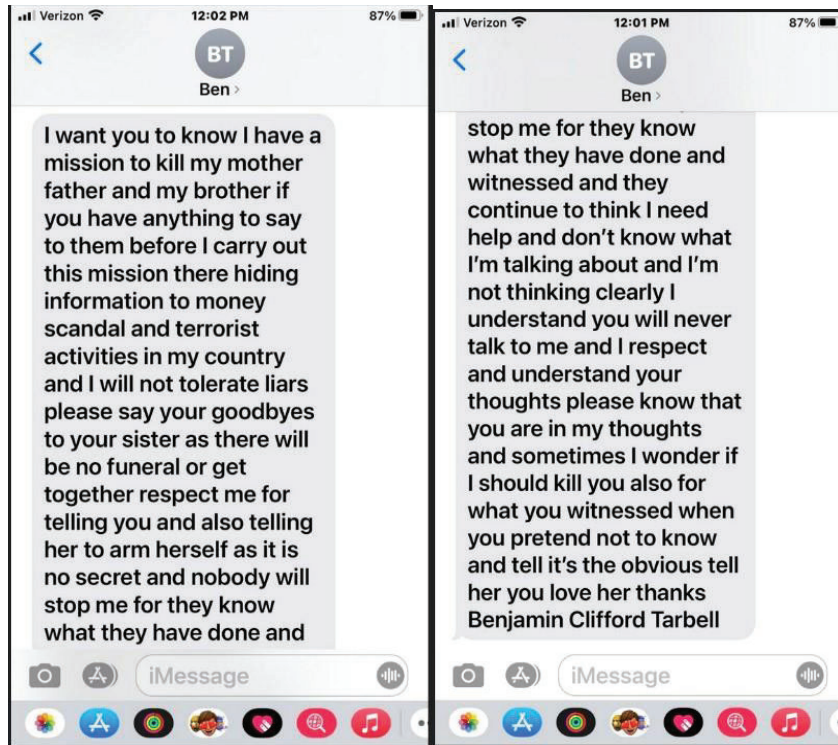 Verizon 12:02 PM 87%
BT
Ben >
I want you to know I have a
mission to kill my mother
father and my brother if
you have anything to say
to them before I carry out
this mission there hiding
information to money
scandal and terrorist
activities in my country
and I will not tolerate liars
please say your goodbyes
to your sister as there will
be no funeral or get
together respect me for
telling you and also telling
her to arm herself as it is
no secret and nobody will
stop me for they know
what they have done and
iMessage
Verizon 12:01 PM 87%
BT
Ben >
stop me for they know
what they have done and
witnessed and they
continue to think I need
help and don't know what
I'm talking about and I'm
not thinking clearly I
understand you will never
talk to me and I respect
and understand your
thoughts please know that
you are in my thoughts
and sometimes I wonder if
I should kill you also for
what you witnessed when
you pretend not to know
and tell it's the obvious tell
her you love her thanks
Benjamin Clifford Tarbell
iMessage